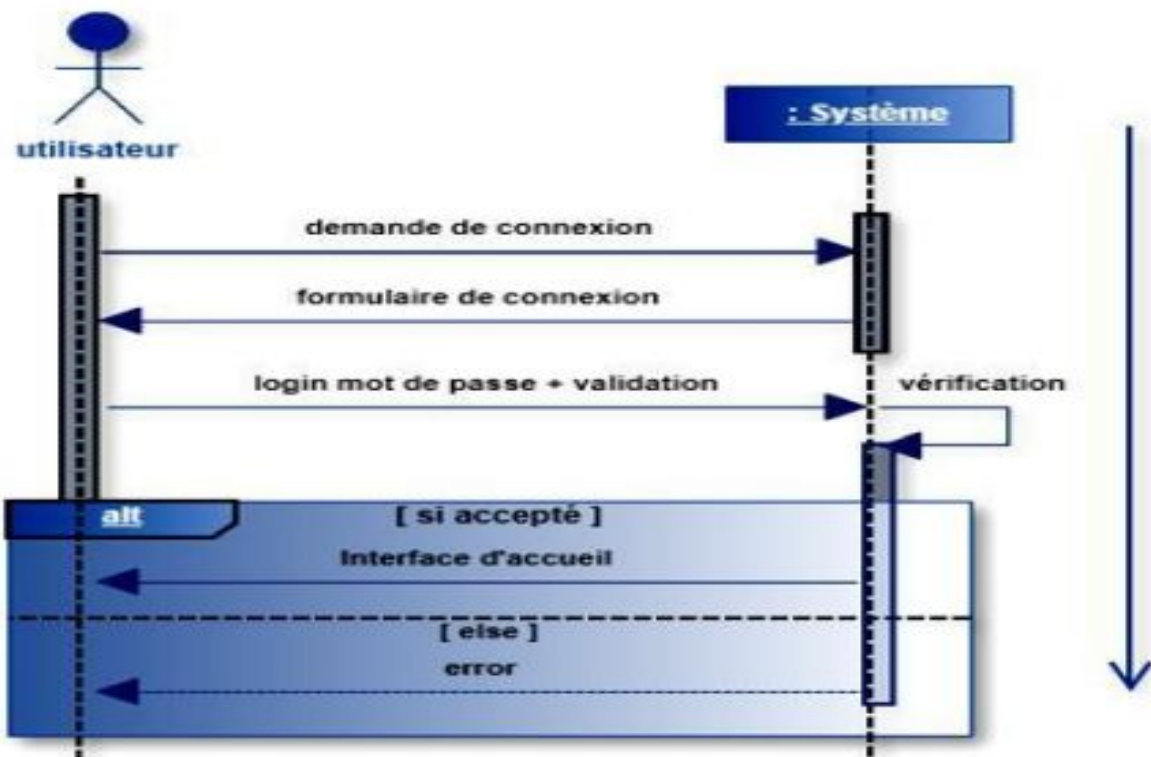 utilisateur
: Système
demande de connexion
formulaire de connexion
login mot de passe + validation
vérification
alt
[ si accepté ]
Interface d'accueil
[ else ]
error